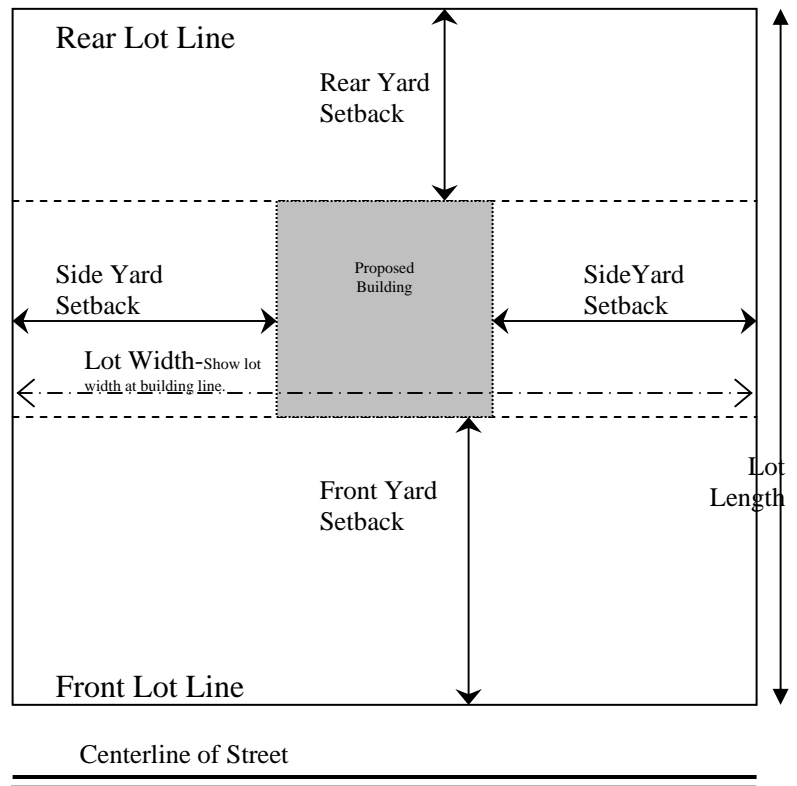 Rear Lot Line
Rear Yard
Setback
Proposed
Building
Side Yard
Setback
SideYard
Setback
Lot Width-Show lot
width at building line.
Lot
Length
Front Yard
Setback
Front Lot Line
Centerline of Street